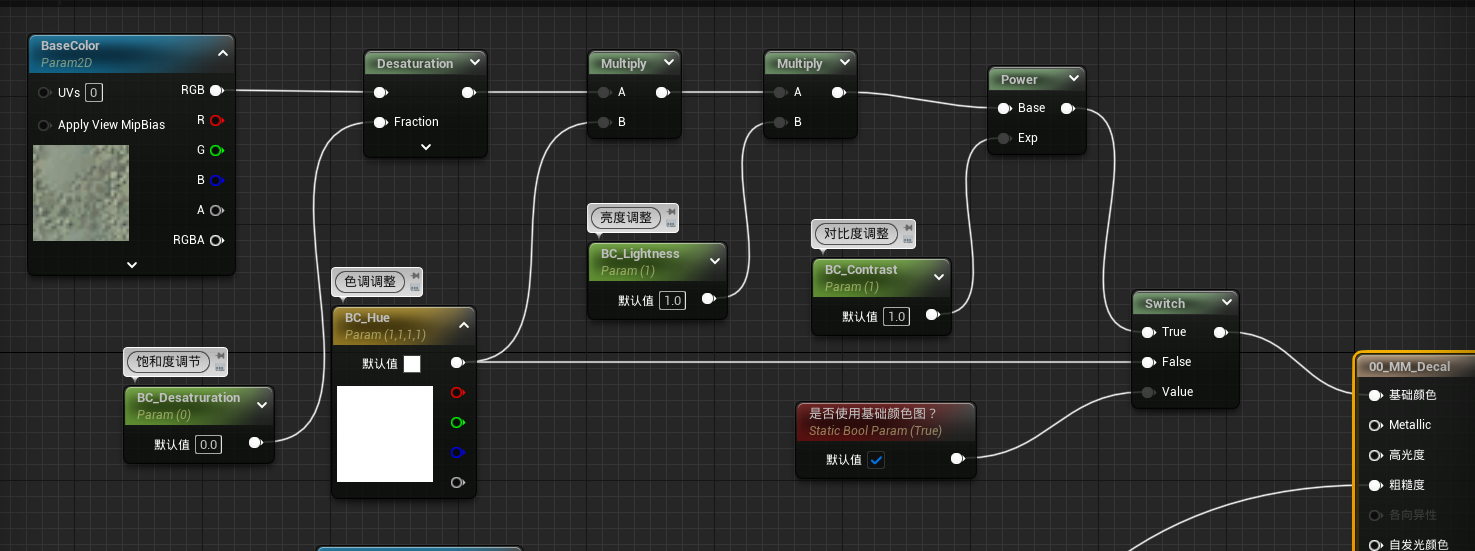 BaseColor
Param2D
UVs 0
RGB
Apply View MipBias
R
G
B
A
RGBA
Desaturation
Fraction
Multiply
A
B
Multiply
A
B
Power
Base
Exp
亮度调整
BC_Lightness
Param (1)
默认值 1.0
对比度调整
BC_Contrast
Param (1)
默认值 1.0
色调调整
BC_Hue
Param (1,1,1,1)
默认值
饱和度调节
BC_Desatruration
Param (0)
默认值 0.0
Switch
True
False
Value
是否使用基础颜色图？
Static Bool Param (True)
默认值
00_MM_Decal
基础颜色
Metallic
高光度
粗糙度
各向异性
自发光颜色